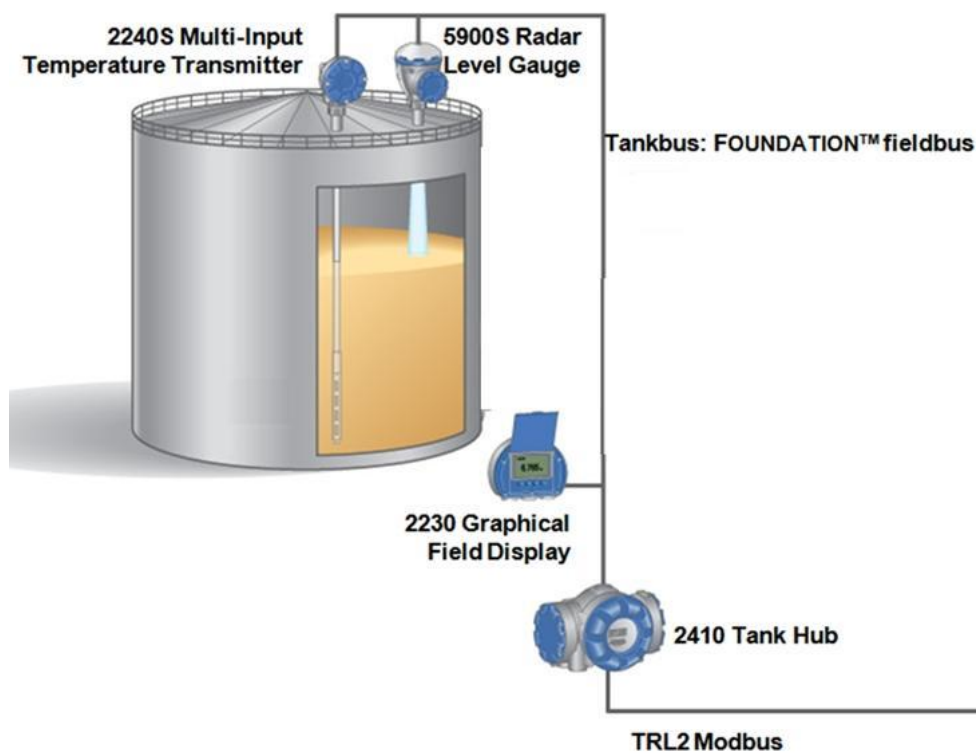 2240S Multi-Input
Temperature Transmitter
5900S Radar
Level Gauge
Tankbus: FOUNDATION™ fieldbus
2230 Graphical
Field Display
2410 Tank Hub
TRL2 Modbus